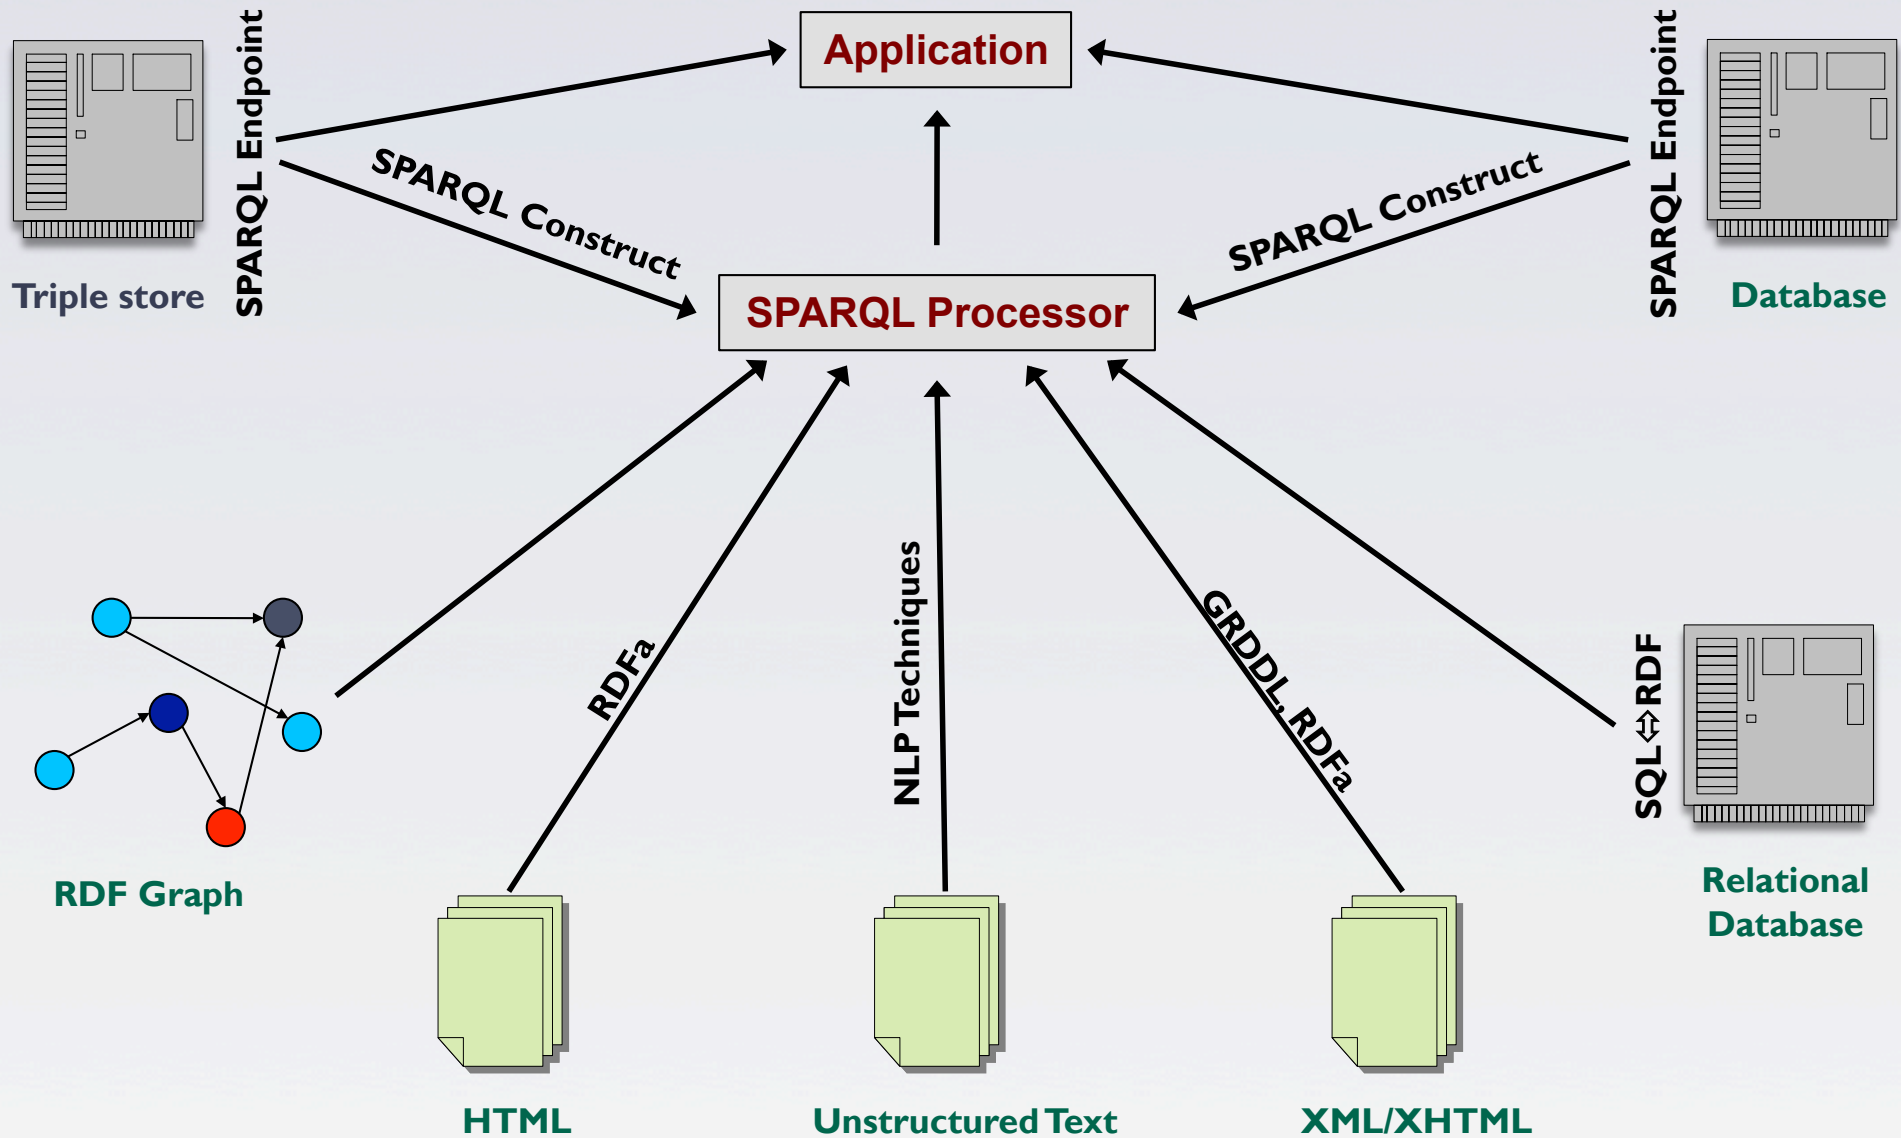 Application
SPARQL Endpoint
SPARQL Endpoint
SPARQL Construct
SPARQL Construct
Triple store
Database
SPARQL Processor
RDFa
NLP Techniques
GRDDL, RDFa
SQL⇔RDF
RDF Graph
Relational
Database
HTML
Unstructured Text
XML/XHTML